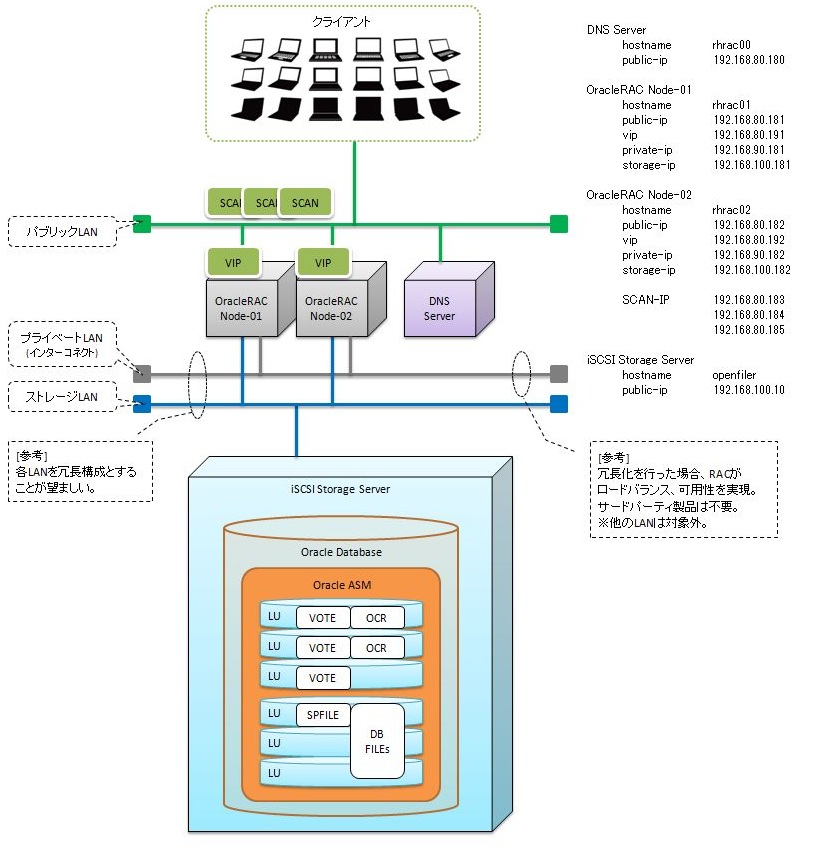 クライアント
SCAN SCAN SCAN
パブリックLAN
VIP VIP
OracleRAC
Node-01
OracleRAC
Node-02
DNS
Server
プライベートLAN
(インターコネクト)
ストレージLAN
[参考]
各LANを冗長構成とする
ことが望ましい。
[参考]
冗長化を行った場合、RACが
ロードバランス、可用性を実現。
サードパーティ製品は不要。
※他のLANは対象外。
iSCSI Storage Server
Oracle Database
Oracle ASM
LU VOTE OCR
LU VOTE OCR
LU VOTE
LU SPFILE
LU
LU
DB
FILEs
DNS Server
hostname rhrac00
public-ip 192.168.80.180
OracleRAC Node-01
hostname rhrac01
public-ip 192.168.80.181
vip 192.168.80.191
private-ip 192.168.90.181
storage-ip 192.168.100.181
OracleRAC Node-02
hostname rhrac02
public-ip 192.168.80.182
vip 192.168.80.192
private-ip 192.168.90.182
storage-ip 192.168.100.182
SCAN-IP 192.168.80.183
192.168.80.184
192.168.80.185
iSCSI Storage Server
hostname openfiler
public-ip 192.168.100.10